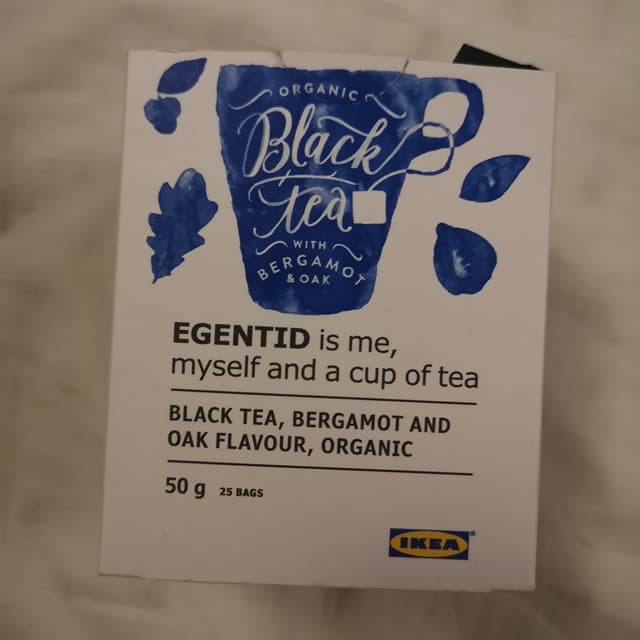 ORGANIC
Black
tea
WITH
BERGAMOT
& OAK
EGENTID is me,
myself and a cup of tea
BLACK TEA, BERGAMOT AND
OAK FLAVOUR, ORGANIC
50 g 25 BAGS
IKEA